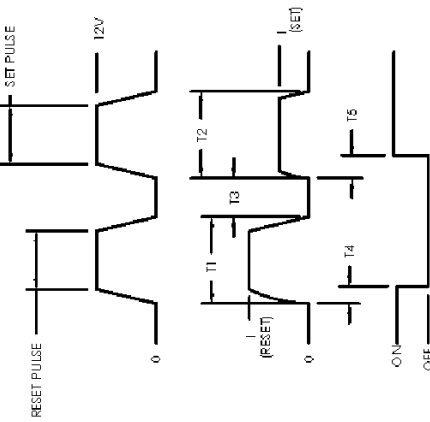 RESET PULSE
SET PULSE
12V
0
T1
T3
T2
I
(RESET)
I
(SET)
0
T4
T5
ON
OFF